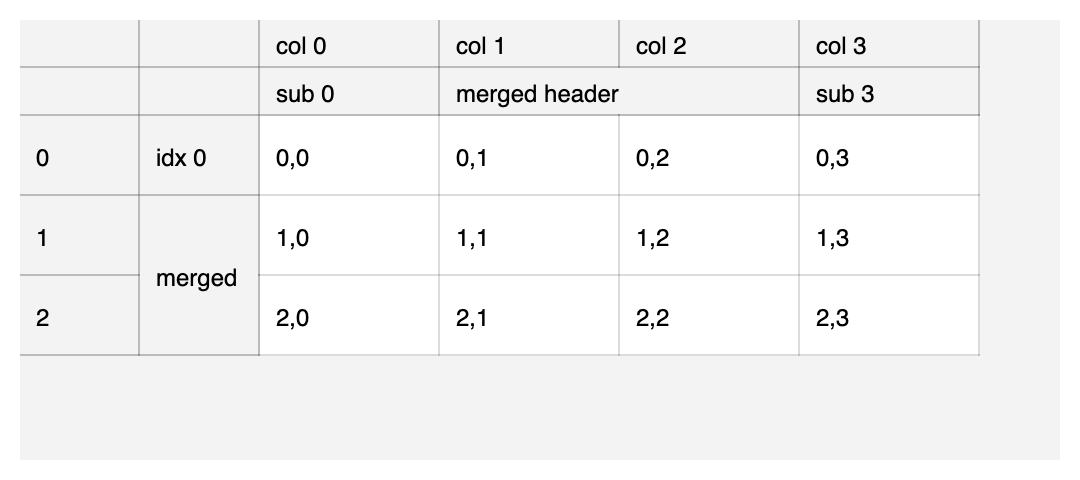 col 0 col 1 col 2 col 3
sub 0 merged header sub 3
0 idx 0 0,0 0,1 0,2 0,3
1 1,0 1,1 1,2 1,3
merged
2 2,0 2,1 2,2 2,3